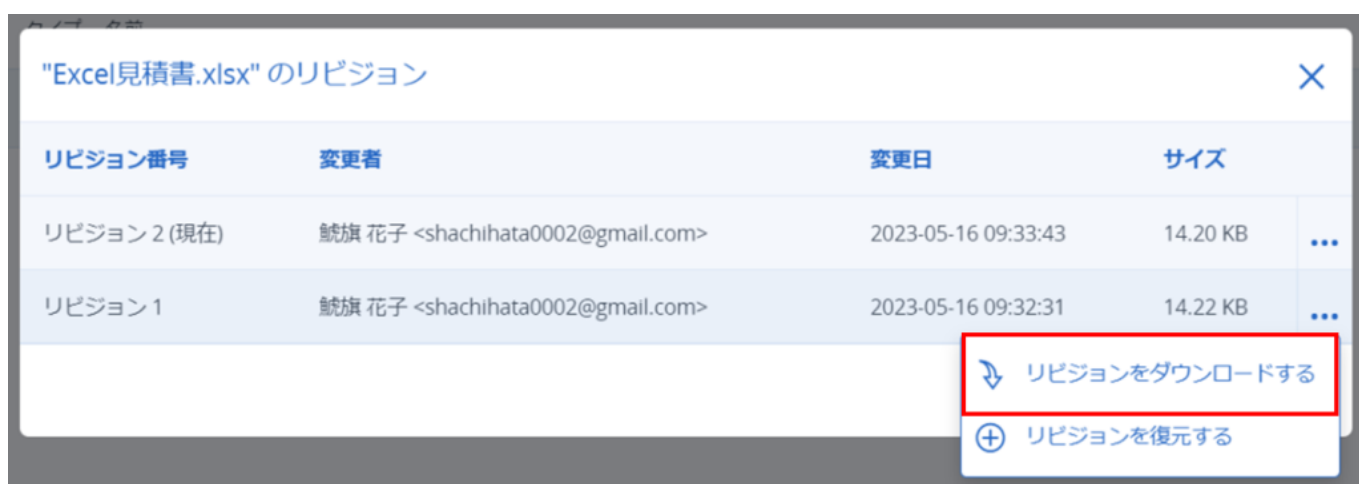 タイプ 名前
"Excel見積書.xlsx" のリビジョン
リビジョン番号 変更者 変更日 サイズ
リビジョン 2 (現在) 鯱旗 花子 <shachihata0002@gmail.com> 2023-05-16 09:33:43 14.20 KB
リビジョン 1 鯱旗 花子 <shachihata0002@gmail.com> 2023-05-16 09:32:31 14.22 KB
リビジョンをダウンロードする
リビジョンを復元する